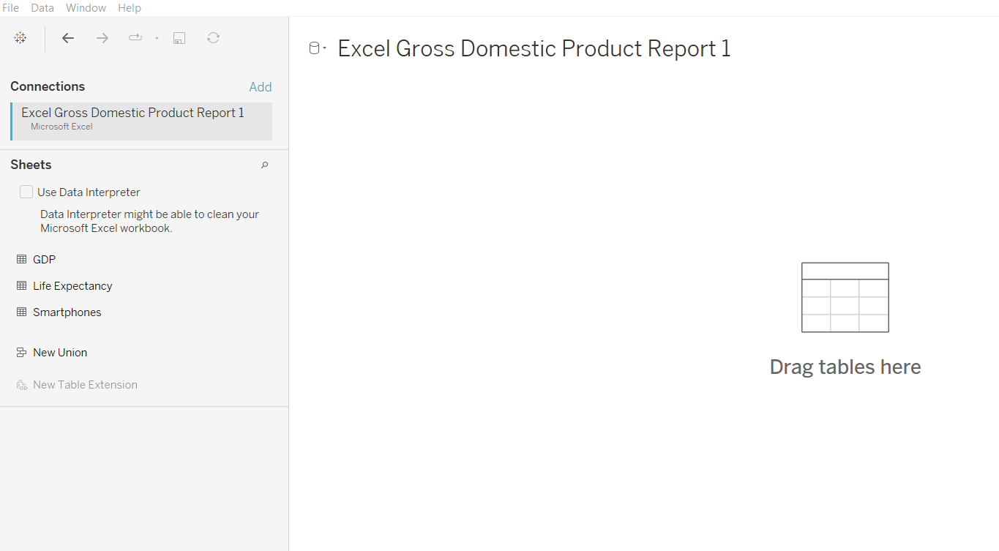 File Data Window Help
Excel Gross Domestic Product Report 1
Connections Add
Excel Gross Domestic Product Report 1
Microsoft Excel
Sheets
Use Data Interpreter
Data Interpreter might be able to clean your
Microsoft Excel workbook.
GDP
Life Expectancy
Smartphones
New Union
New Table Extension
Drag tables here